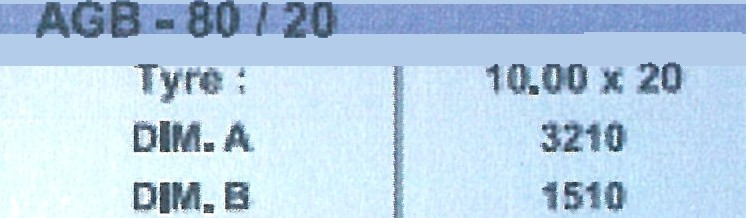 AGB - 80 / 20
Tyre : 10.00 x 20
DIM. A 3210
DIM. B 1510